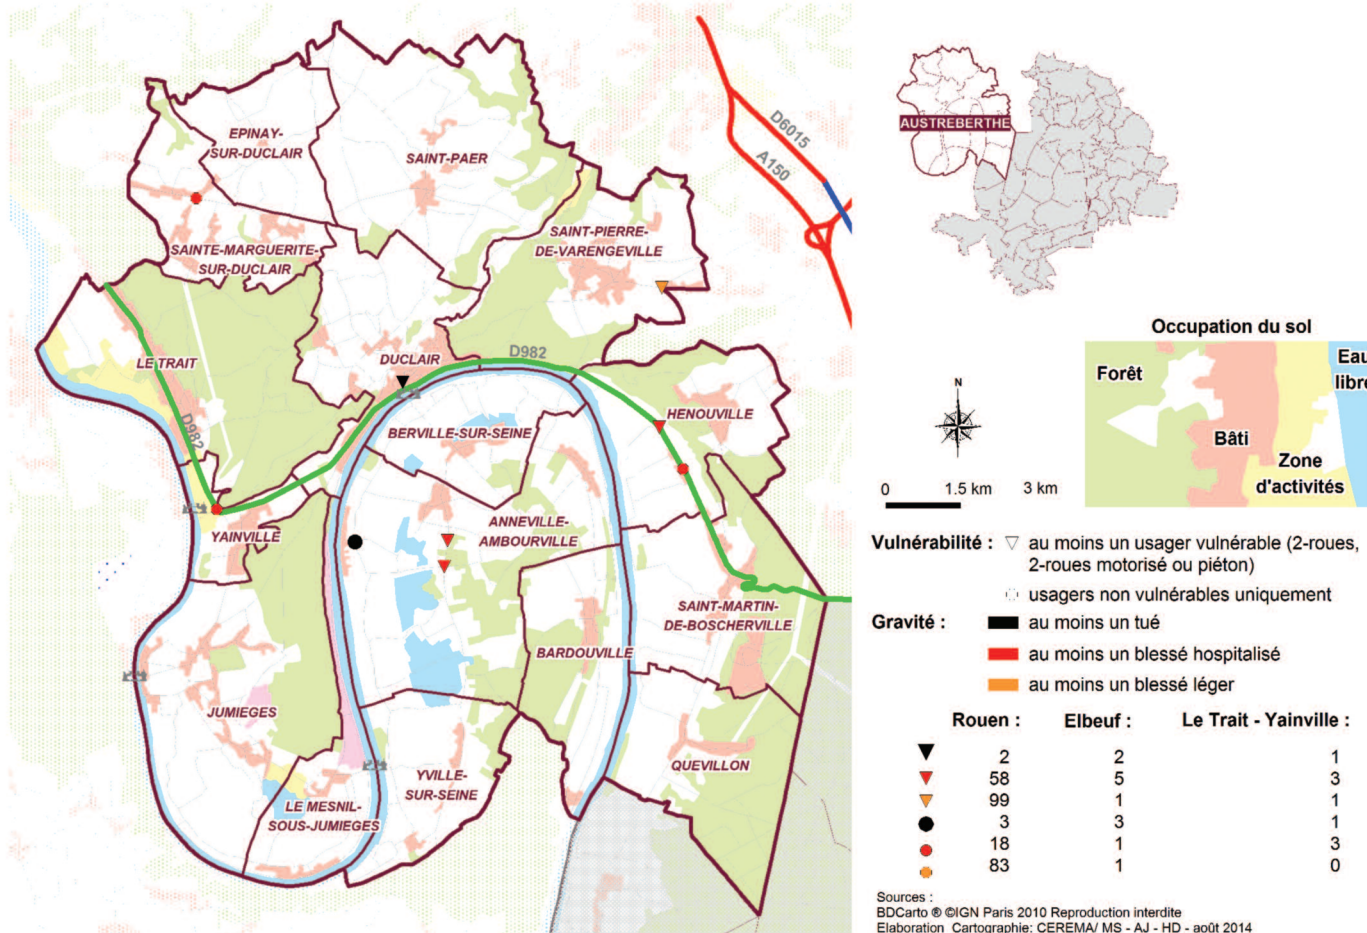 EPINAY-
SUR-DUCLAIR
SAINT-PAER
SAINTE-MARGUERITE-
SUR-DUCLAIR
SAINT-PIERRE-
DE-VARENGEVILLE
D6015
A150
LE TRAIT
D982
DUCLAIR
D982
HENOUVILLE
BERVILLE-SUR-SEINE
ANNEVILLE-
AMBOURVILLE
YAINVILLE
SAINT-MARTIN-
DE-BOSCHERVILLE
BARDOUVILLE
JUMIEGES
QUEVILLON
YVILLE-
SUR-SEINE
LE MESNIL-
SOUS-JUMIEGES
AUSTREBERTHE
Occupation du sol
Forêt
Bâti
Zone
d'activités
Eau
libre
N
0 1.5 km 3 km
Vulnérabilité : au moins un usager vulnérable (2-roues,
2-roues motorisé ou piéton)
usagers non vulnérables uniquement
Gravité : au moins un tué
au moins un blessé hospitalisé
au moins un blessé léger
Rouen : Elbeuf : Le Trait - Yainville :
2 2 1
58 5 3
99 1 1
3 3 1
18 1 3
83 1 0
Sources :
BDCarto ® ©IGN Paris 2010 Reproduction interdite
Elaboration Cartographie: CEREMA/ MS - AJ - HD - août 2014